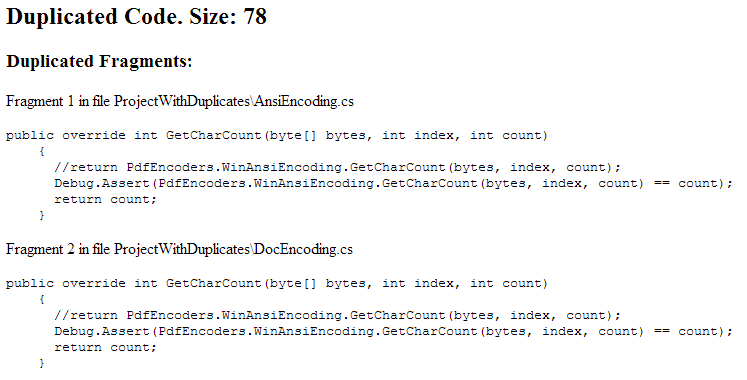 Duplicated Code. Size: 78
Duplicated Fragments:
Fragment 1 in file ProjectWithDuplicates\AnsiEncoding.cs
public override int GetCharCount(byte[] bytes, int index, int count)
    {
      //return PdfEncoders.WinAnsiEncoding.GetCharCount(bytes, index, count);
      Debug.Assert(PdfEncoders.WinAnsiEncoding.GetCharCount(bytes, index, count) == count);
      return count;
    }
Fragment 2 in file ProjectWithDuplicates\DocEncoding.cs
public override int GetCharCount(byte[] bytes, int index, int count)
    {
      //return PdfEncoders.WinAnsiEncoding.GetCharCount(bytes, index, count);
      Debug.Assert(PdfEncoders.WinAnsiEncoding.GetCharCount(bytes, index, count) == count);
      return count;
    }